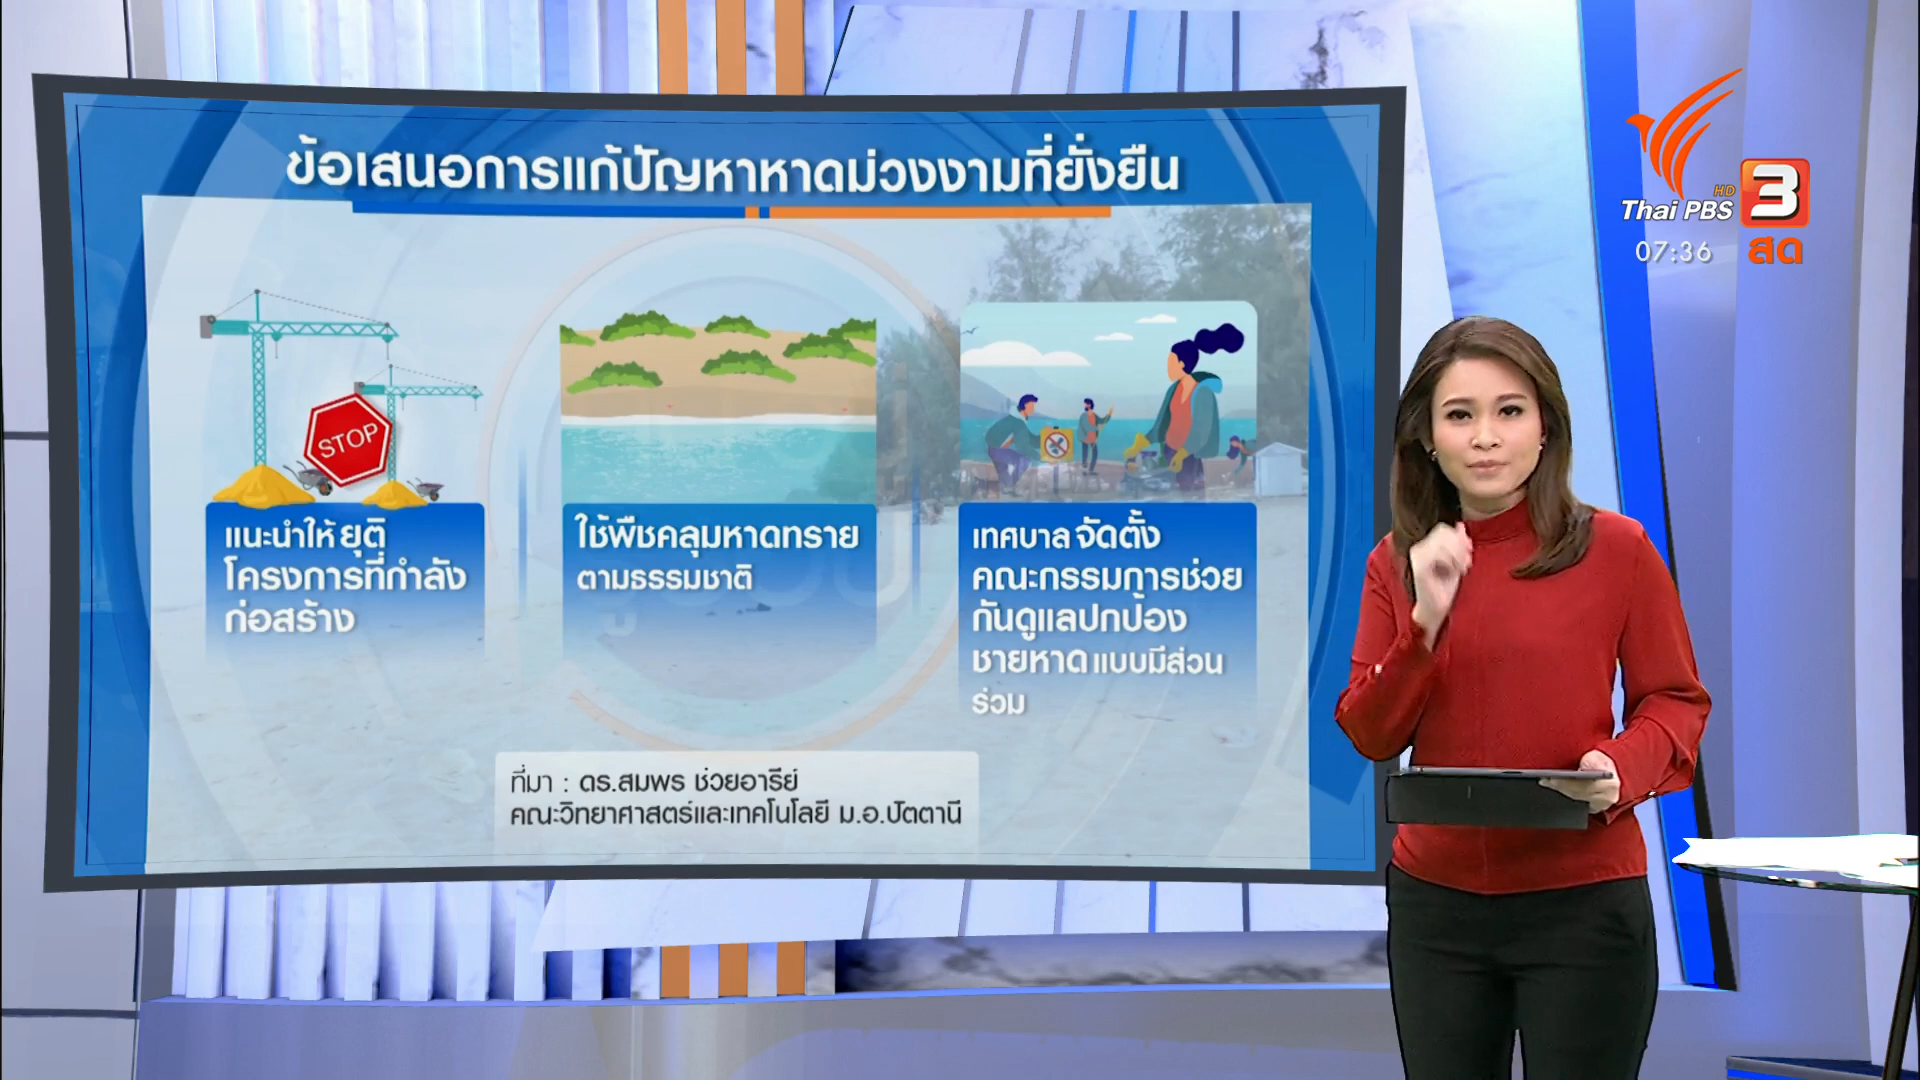 ข้อเสนอการแก้ปัญหาหาดม่วงงามที่ยั่งยืน
HD
Thai PBS 3
07:36 สด
STOP
แนะนำให้ ยุติ
โครงการที่กำลัง
ก่อสร้าง
ใช้พืชคลุมหาดทราย
ตามธรรมชาติ
เทศบาล จัดตั้ง
คณะกรรมการช่วย
กันดูแลปกป้อง
ชายหาด แบบมีส่วน
ร่วม
ที่มา : ดร.สมพร ช่วยอารีย์
คณะวิทยาศาสตร์และเทคโนโลยี ม.อ.ปัตตานี